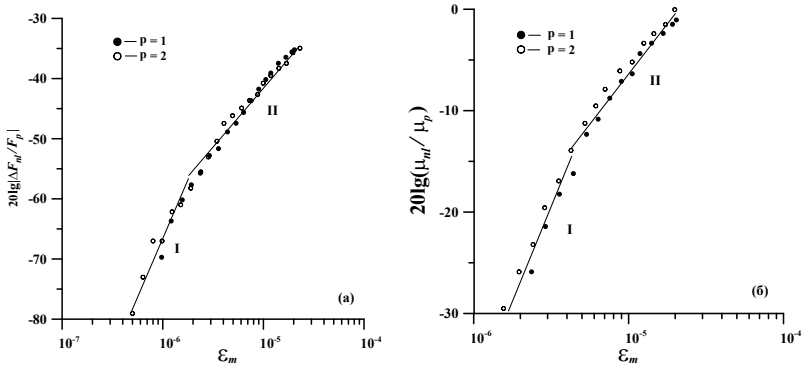 -30
-40
-50
-60
-70
-80
20lg|ΔF_nl/F_p|
p = 1
p = 2
II
I
(а)
10^-7
10^-6
10^-5
10^-4
ε_m
0
-10
-20
-30
20lg(μ_nl/μ_p)
p = 1
p = 2
II
I
(б)
10^-6
10^-5
10^-4
ε_m